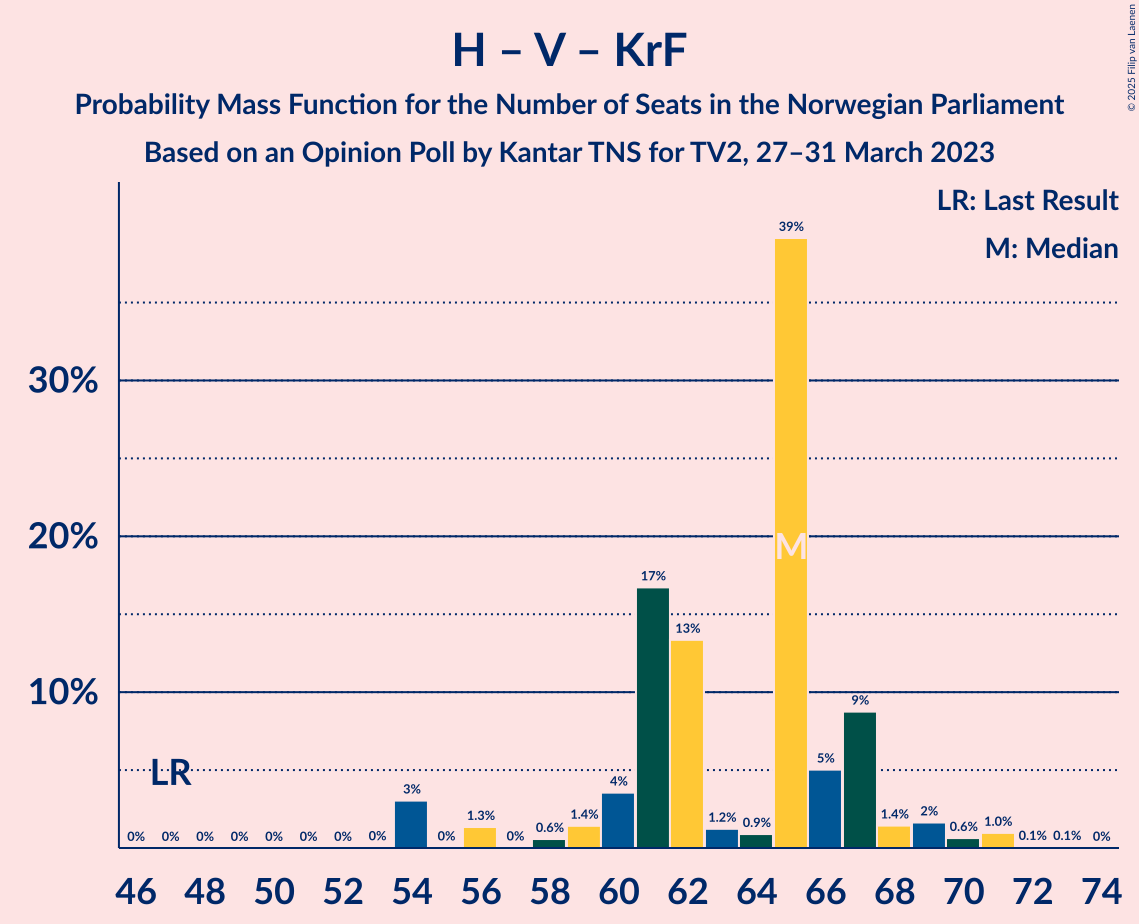 H – V – KrF
Probability Mass Function for the Number of Seats in the Norwegian Parliament
Based on an Opinion Poll by Kantar TNS for TV2, 27–31 March 2023
© 2025 Filip van Laenen
LR: Last Result
M: Median
39%
30%
M
20%
17%
13%
10%
9%
LR
5%
4%
3%
2%
1.3%
1.4%
1.2%
0.9%
1.4%
1.0%
0.6%
0.6%
0% 0% 0% 0% 0% 0% 0% 0% 0% 0% 0.1% 0.1% 0%
46 48 50 52 54 56 58 60 62 64 66 68 70 72 74